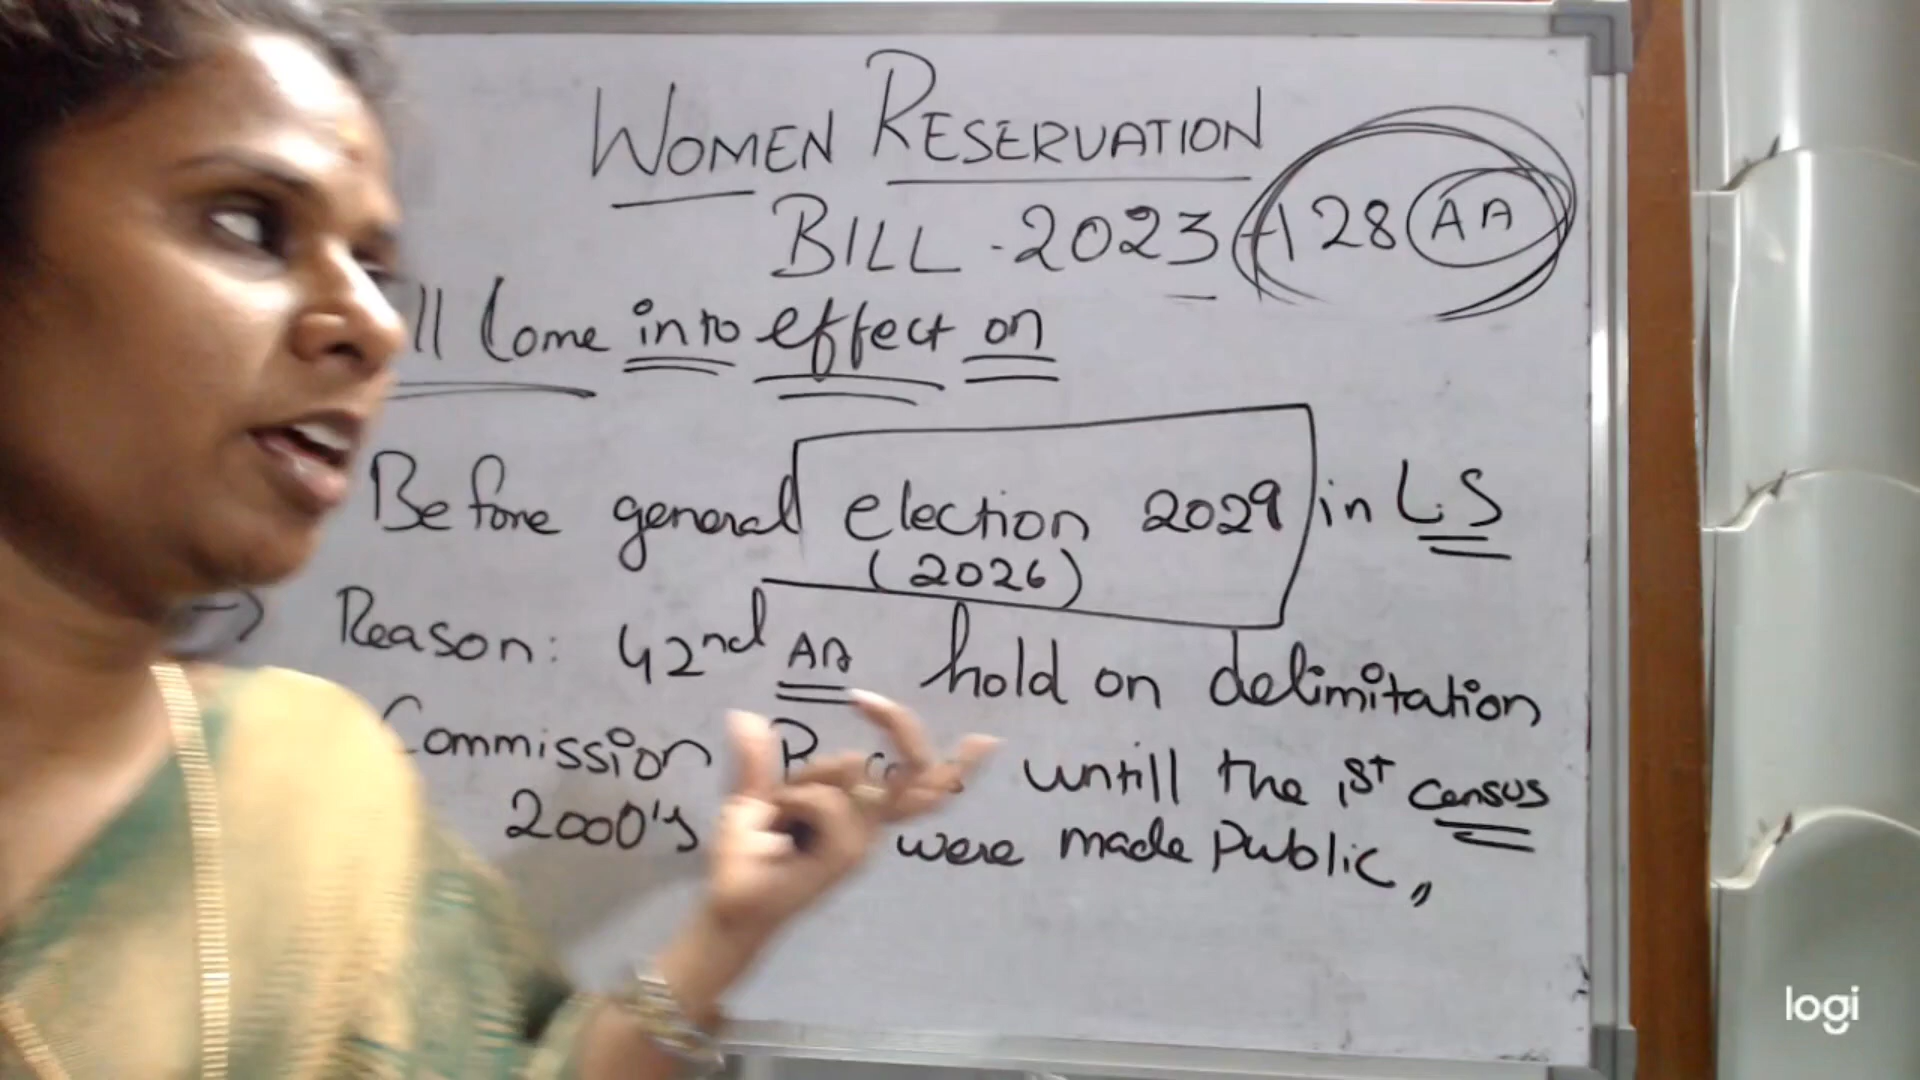 WOMEN RESERVATION
BILL - 2023 - 128 AA
ll Come into effect on
Before general election 2029 in LS
(2026)
Reason: 42nd AA hold on delimitation
Commission untill the 1st census
2000's were made Public,,
logi